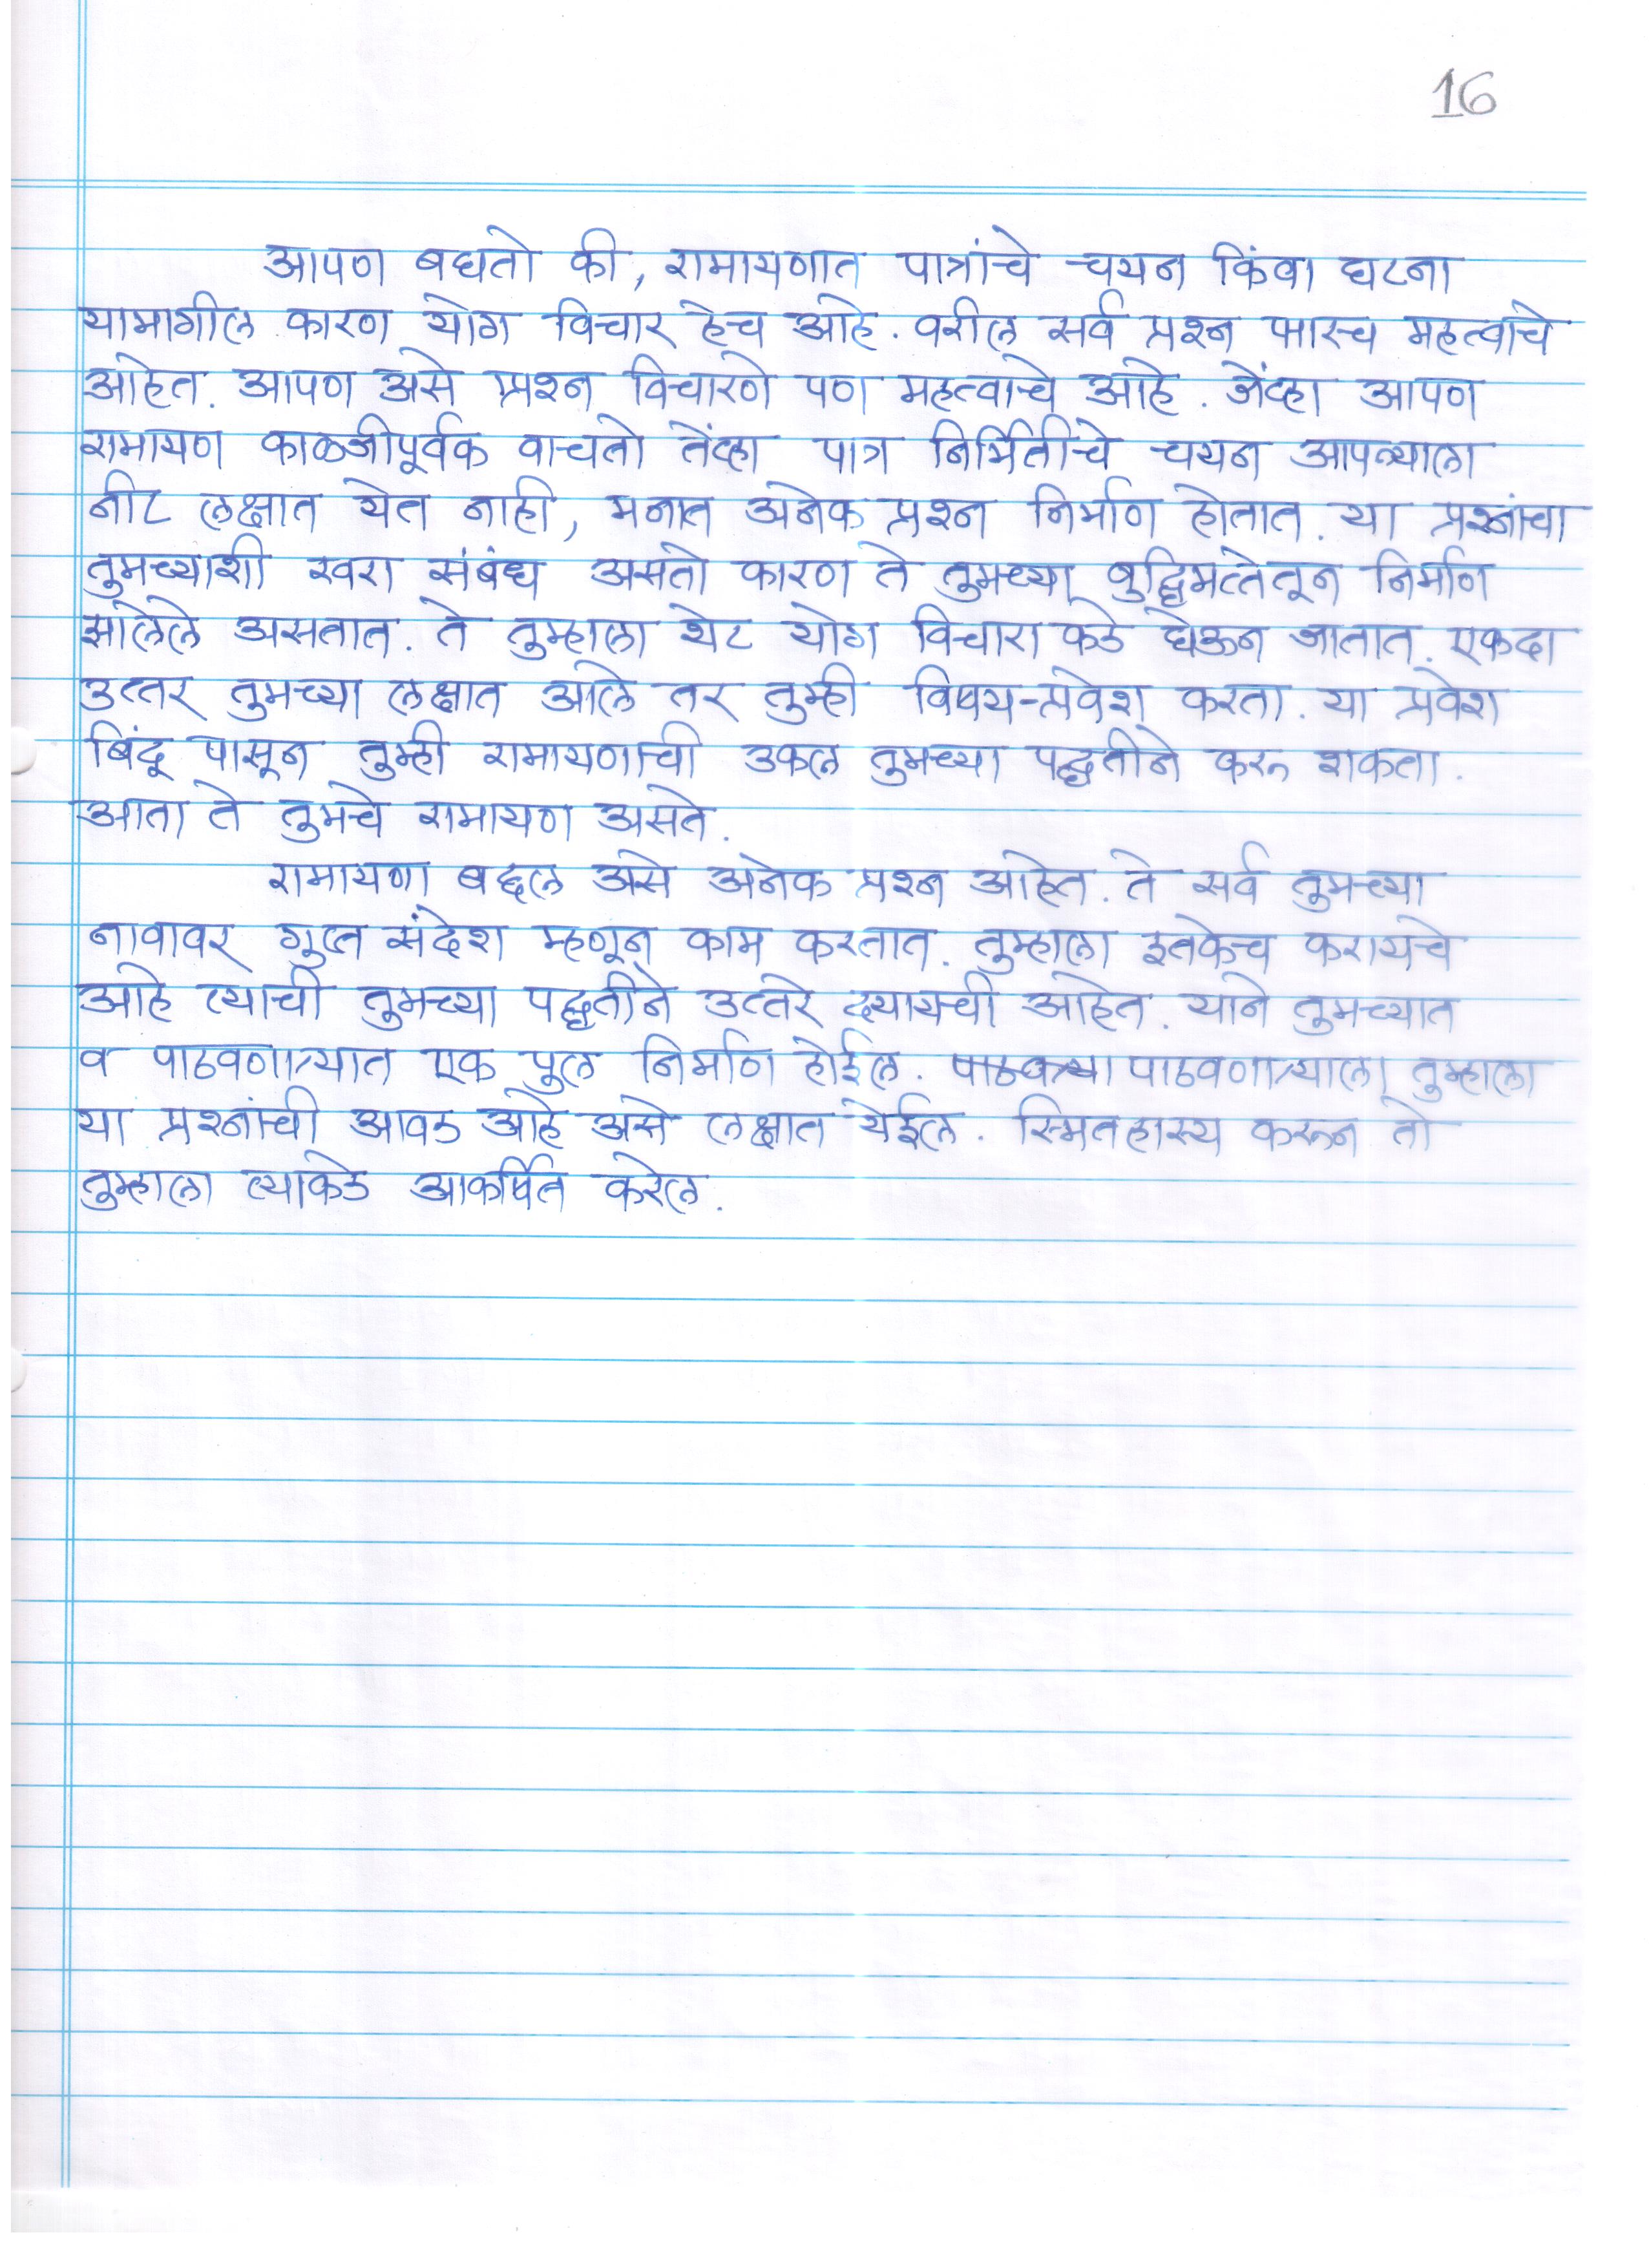 16
आपण बघतो की, रामायणात पात्रांचे चयन किंवा घटना
यामागील कारण योग विचार हेच आहे. वरील सर्व प्रश्न फारच महत्वाचे
आहेत. आपण असे प्रश्न विचारणे पण महत्वाचे आहे. जेंव्हा आपण
रामायण काळजीपूर्वक वाचतो तेंव्हा पात्र निर्मितीचे चयन आपल्याला
नीट लक्षात येत नाही, मनात अनेक प्रश्न निर्माण होतात. या प्रश्नांचा
तुमच्याशी खरा संबंध असतो कारण ते तुमच्या बुद्धिमत्तेतून निर्माण
झालेले असतात. ते तुम्हाला थेट योग विचारा कडे घेऊन जातात. एकदा
उत्तर तुमच्या लक्षात आले तर तुम्ही विषय-प्रवेश करता. या प्रवेश
बिंदू पासून तुम्ही रामायणाची उकल तुमच्या पद्धतीने करू शकता.
आता ते तुमचे रामायण असते.
रामायणा बद्दल असे अनेक प्रश्न आहेत. ते सर्व तुमच्या
नावावर गुप्त संदेश म्हणून काम करतात. तुम्हाला इतकेच करायचे
आहे त्याची तुमच्या पद्धतीने उत्तरे द्यायची आहेत. याने तुमच्यात
व पाठवणाऱ्यात एक पुल निर्माण होईल. पाठवणाऱ्याला तुम्हाला
या प्रश्नांची आवड आहे असे लक्षात येईल. स्मितहास्य करून तो
तुम्हाला त्याकडे आकर्षित करेल.